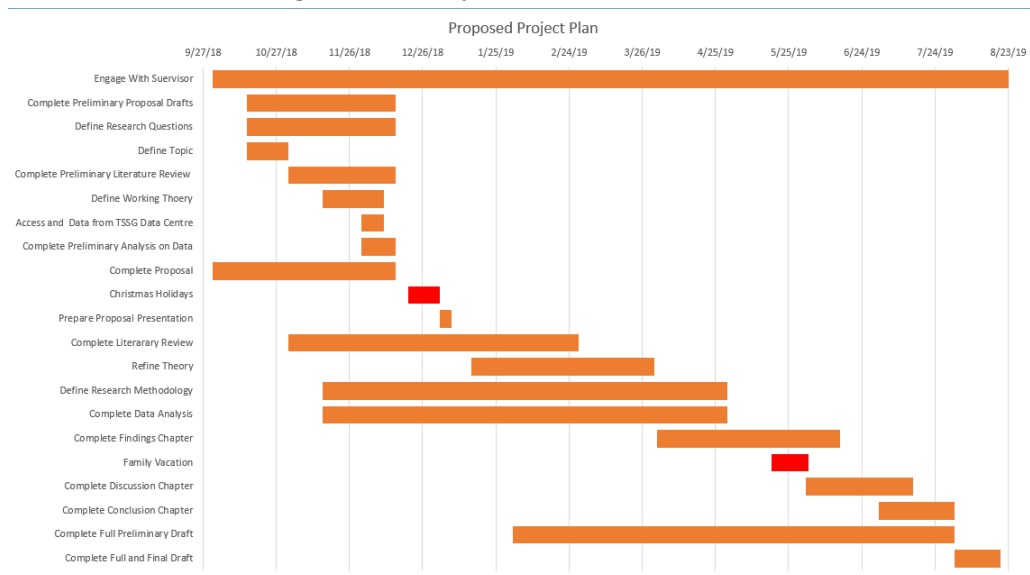 Proposed Project Plan
9/27/18 10/27/18 11/26/18 12/26/18 1/25/19 2/24/19 3/26/19 4/25/19 5/25/19 6/24/19 7/24/19 8/23/19
Engage With Suervisor
Complete Preliminary Proposal Drafts
Define Research Questions
Define Topic
Complete Preliminary Literature Review
Define Working Thoery
Access and Data from TSSG Data Centre
Complete Preliminary Analysis on Data
Complete Proposal
Christmas Holidays
Prepare Proposal Presentation
Complete Literarary Review
Refine Theory
Define Research Methodology
Complete Data Analysis
Complete Findings Chapter
Family Vacation
Complete Discussion Chapter
Complete Conclusion Chapter
Complete Full Preliminary Draft
Complete Full and Final Draft